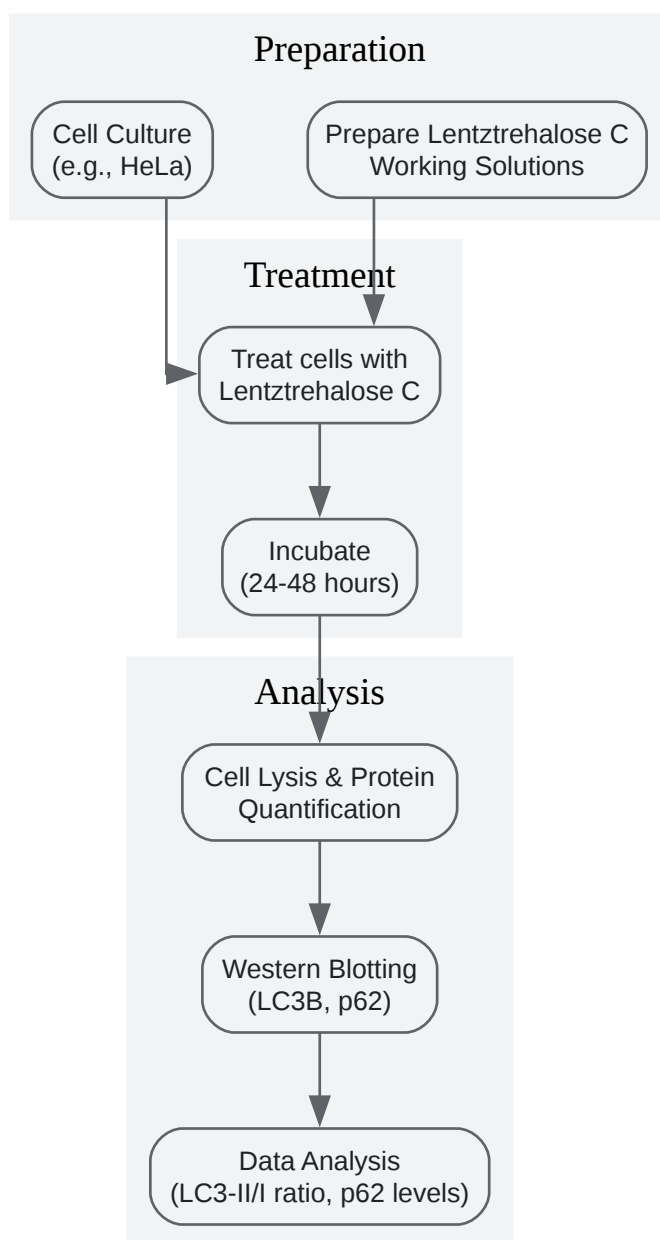 Preparation
Cell Culture
(e.g., HeLa)
Prepare Lentztrehalose C
Working Solutions
Treatment
Treat cells with
Lentztrehalose C
Incubate
(24-48 hours)
Analysis
Cell Lysis & Protein
Quantification
Western Blotting
(LC3B, p62)
Data Analysis
(LC3-II/I ratio, p62 levels)